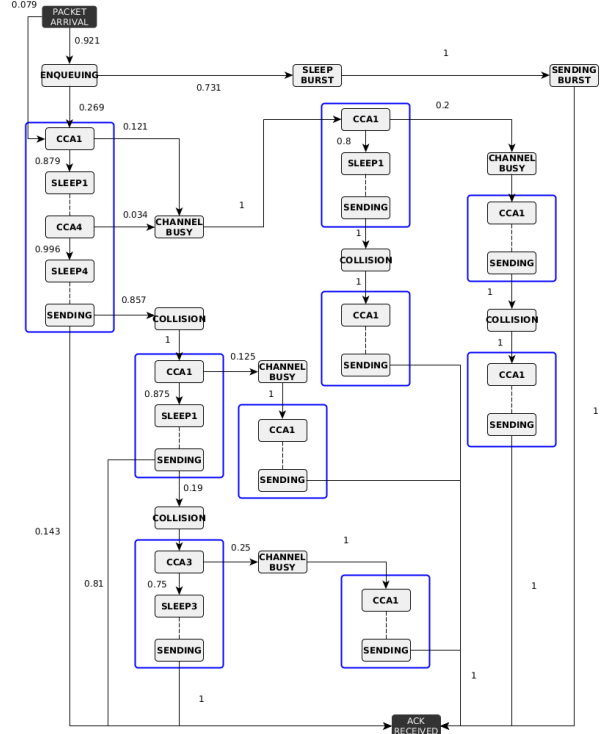 0.079
PACKET
ARRIVAL
0.921
ENQUEUING
0.731
SLEEP
BURST
1
SENDING
BURST
0.269
CCA1
0.121
0.879
SLEEP1
CCA4
0.034
0.996
SLEEP4
SENDING
0.857
CHANNEL
BUSY
1
CCA1
0.2
0.8
SLEEP1
SENDING
1
COLLISION
1
CCA1
SENDING
CHANNEL
BUSY
CCA1
SENDING
1
COLLISION
1
CCA1
SENDING
1
COLLISION
1
CCA1
0.125
0.875
SLEEP1
SENDING
CHANNEL
BUSY
1
CCA1
SENDING
0.19
COLLISION
0.143
0.81
CCA3
0.25
0.75
SLEEP3
SENDING
CHANNEL
BUSY
1
CCA1
SENDING
1
1
1
ACK
RECEIVED